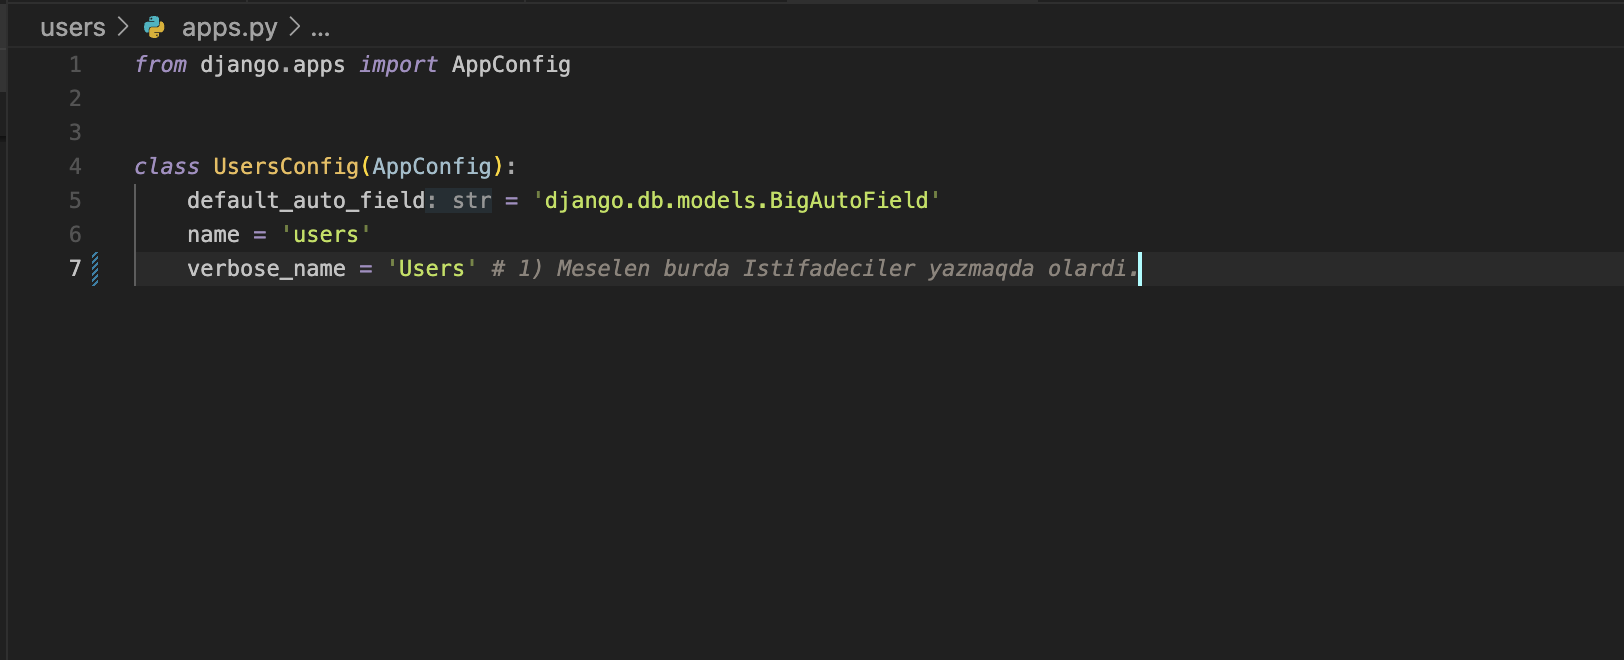 users > apps.py > ...
1 from django.apps import AppConfig
2
3
4 class UsersConfig(AppConfig):
5 default_auto_field: str = 'django.db.models.BigAutoField'
6 name = 'users'
7 verbose_name = 'Users' # 1) Meselen burda Istifadeciler yazmaqda olardi.